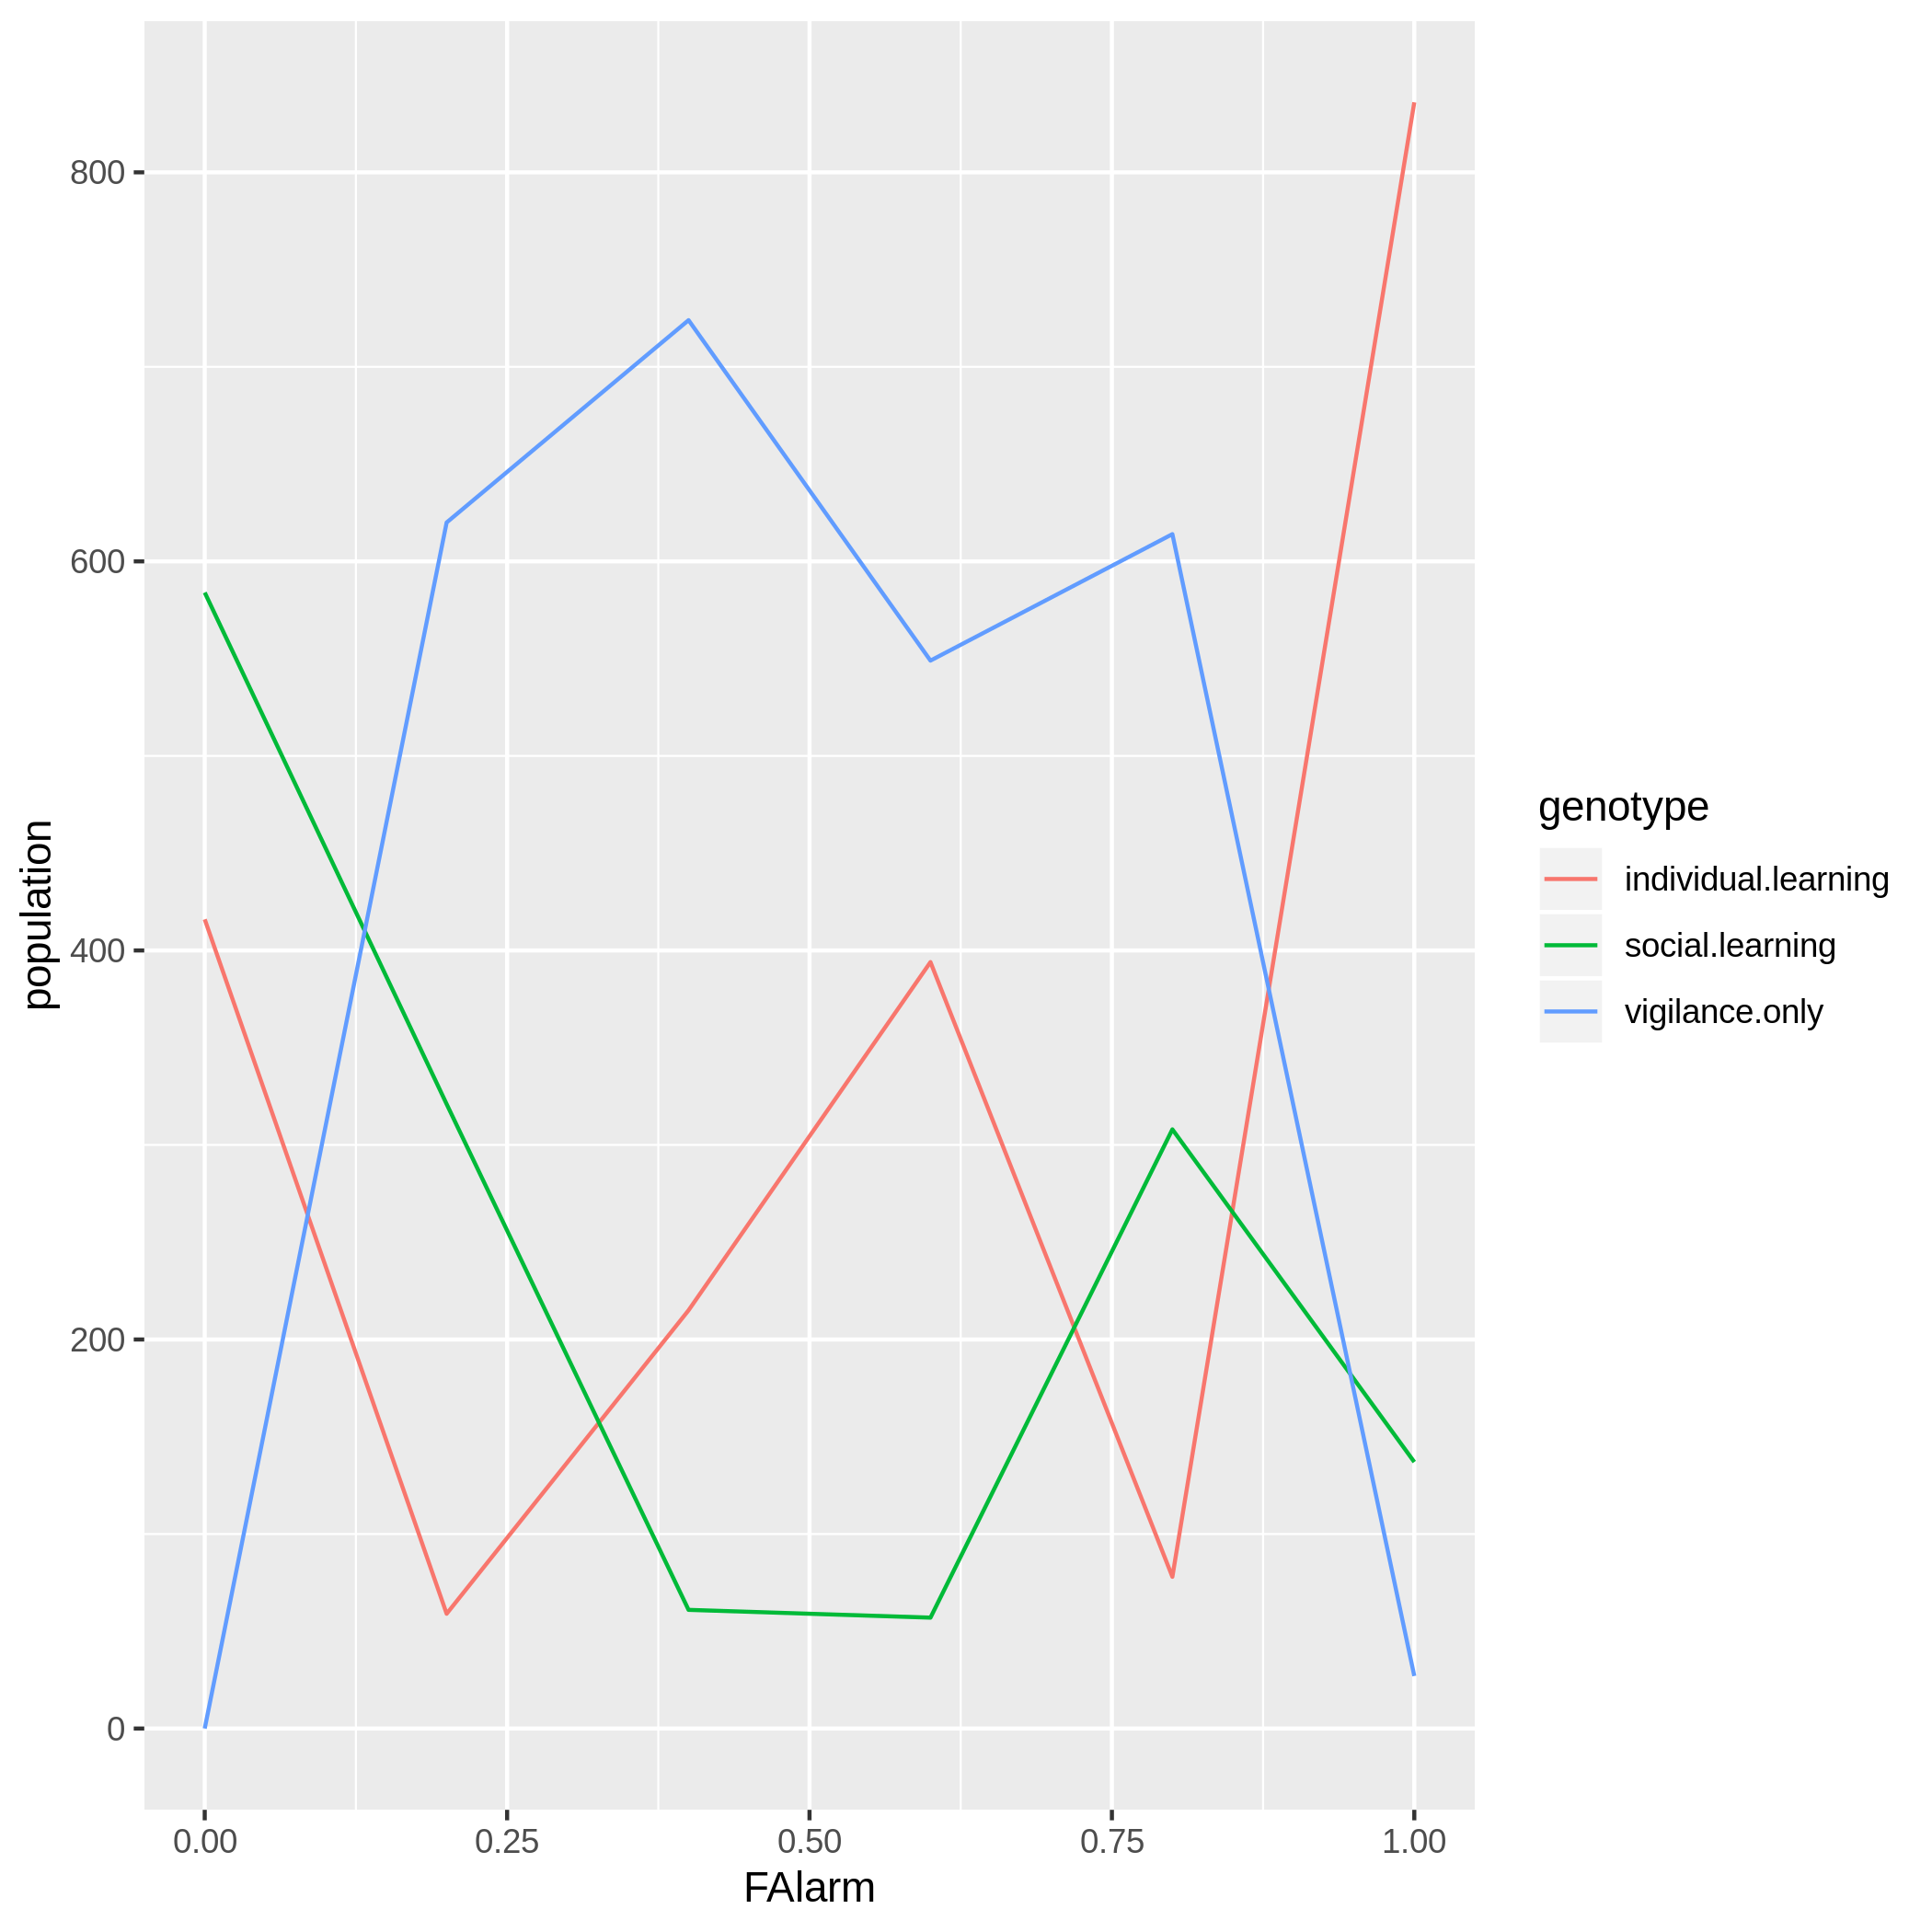 800
600
400
200
0
population
0.00 0.25 0.50 0.75 1.00
FAlarm
genotype
individual.learning
social.learning
vigilance.only